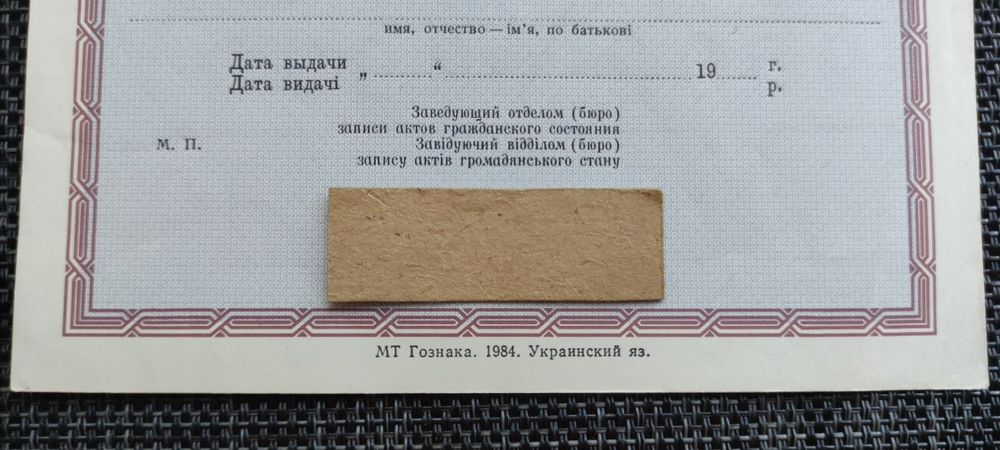 имя, отчество — ім'я, по батькові
Дата выдачи
Дата видачі
„ “ 19 г.
р.
Заведующий отделом (бюро)
записи актов гражданского состояния
М. П. Завідуючий відділом (бюро)
запису актів громадянського стану
МТ Гознака. 1984. Украинский яз.